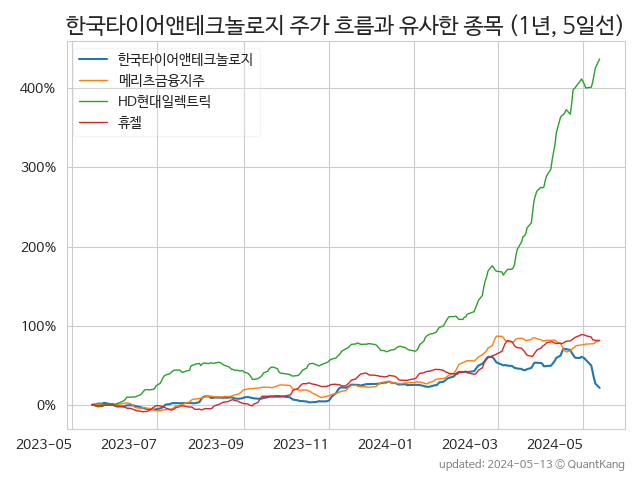 한국타이어앤테크놀로지 주가 흐름과 유사한 종목 (1년, 5일선)
한국타이어앤테크놀로지
메리츠금융지주
HD현대일렉트릭
휴젤
400%
300%
200%
100%
0%
2023-05 2023-07 2023-09 2023-11 2024-01 2024-03 2024-05
updated: 2024-05-13 ⓒ QuantKang